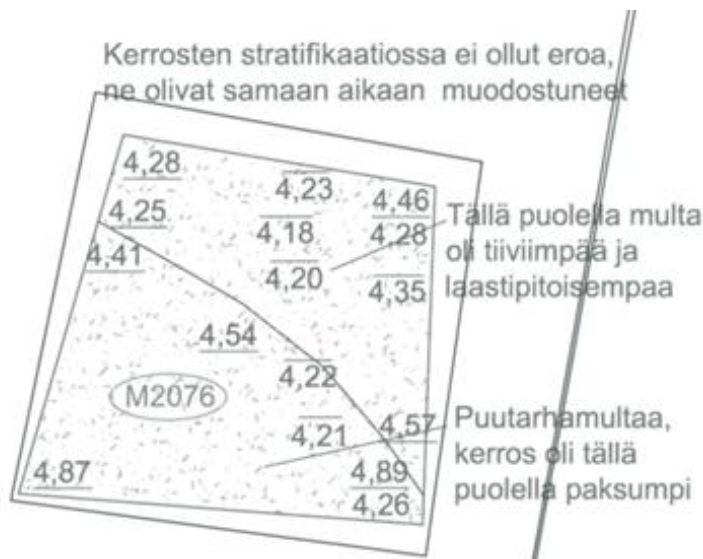 Kerrosten stratifikaatiossa ei ollut eroa,
ne olivat samaan aikaan muodostuneet
4,28
4,23
4,46
4,25
4,18
4,28
4,41
4,20
4,35
Tällä puolella multa
oli tiiviimpää ja
laastipitoisempaa
4,54
4,22
M2076
4,21
4,57
Puutarhamultaa,
kerros oli tällä
puolella paksumpi
4,87
4,89
4,26